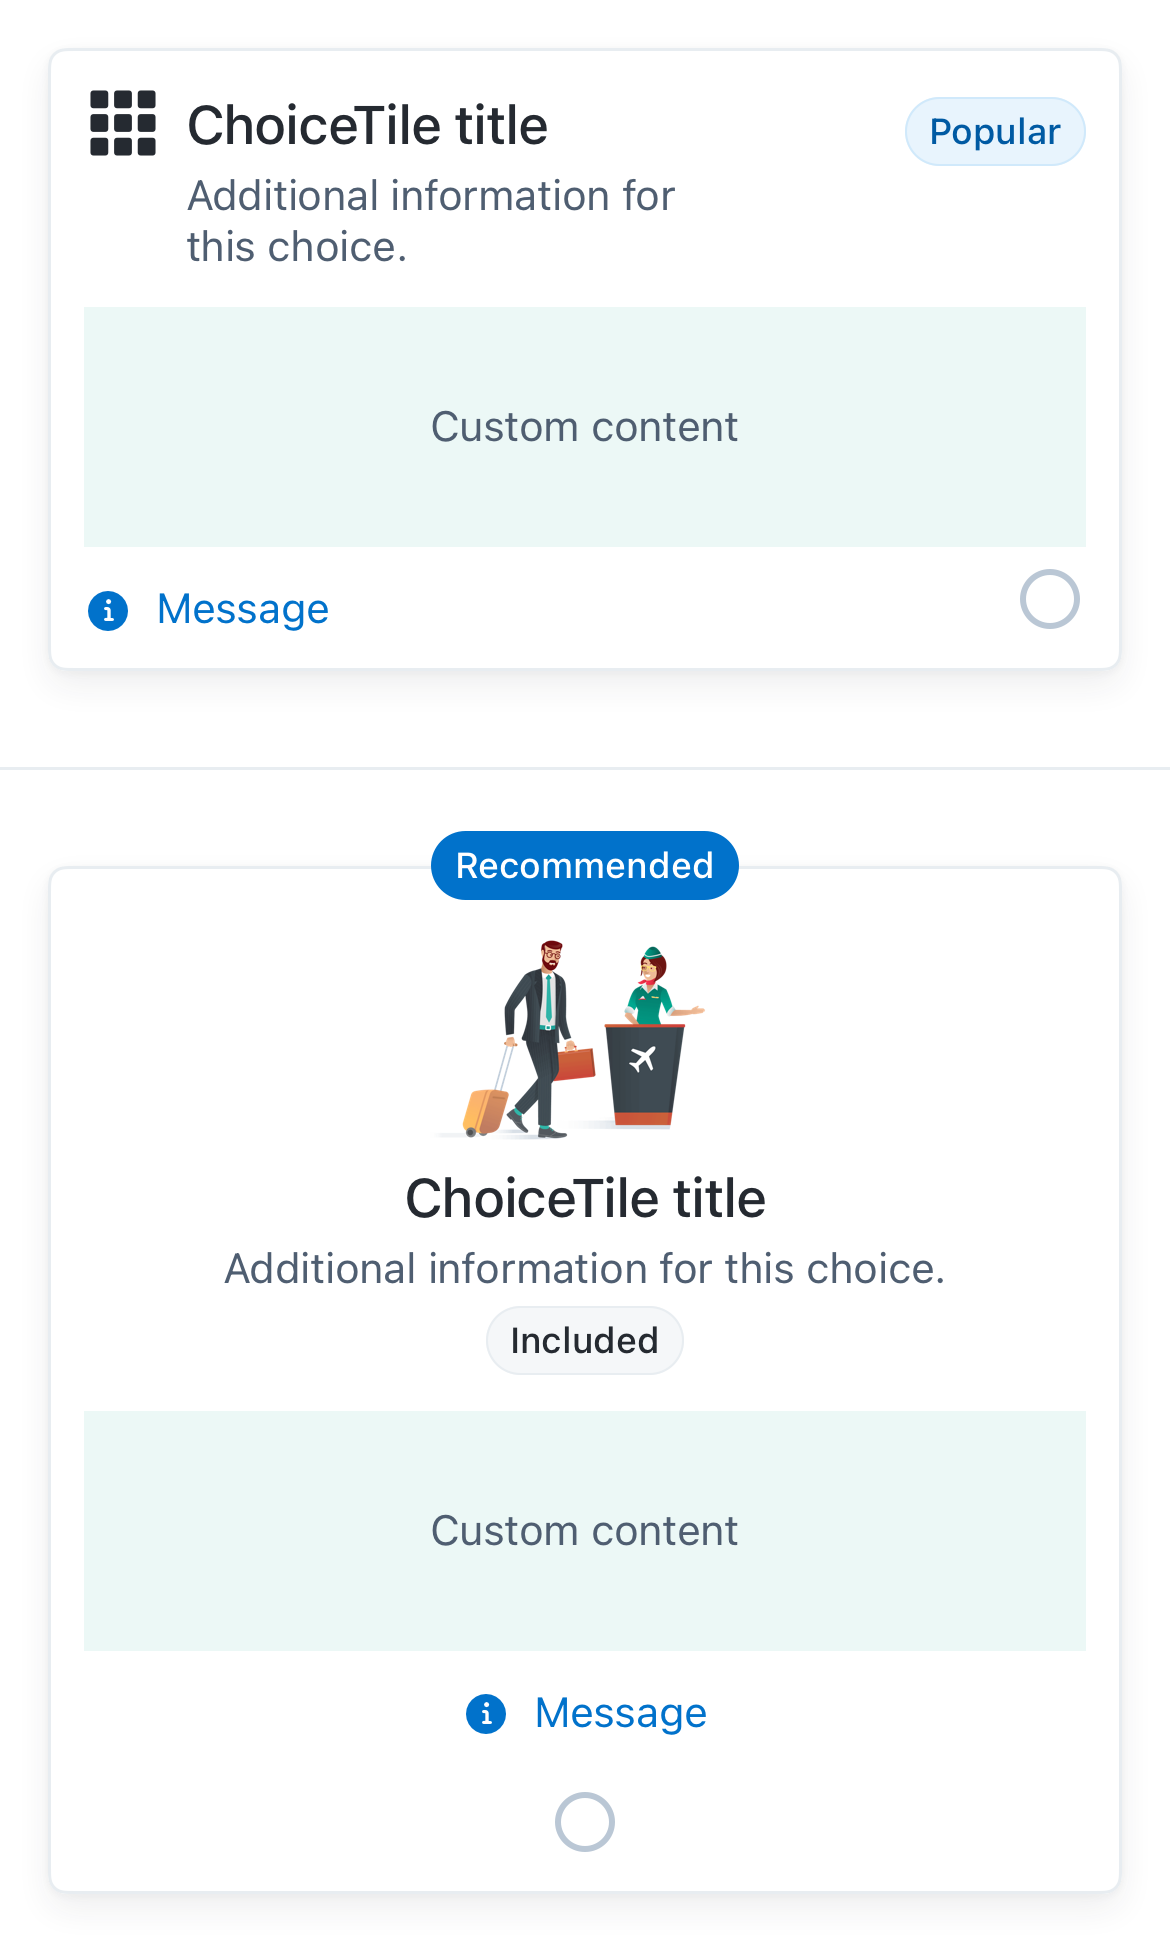 ChoiceTile title
Popular
Additional information for
this choice.
Custom content
Message
Recommended
ChoiceTile title
Additional information for this choice.
Included
Custom content
Message